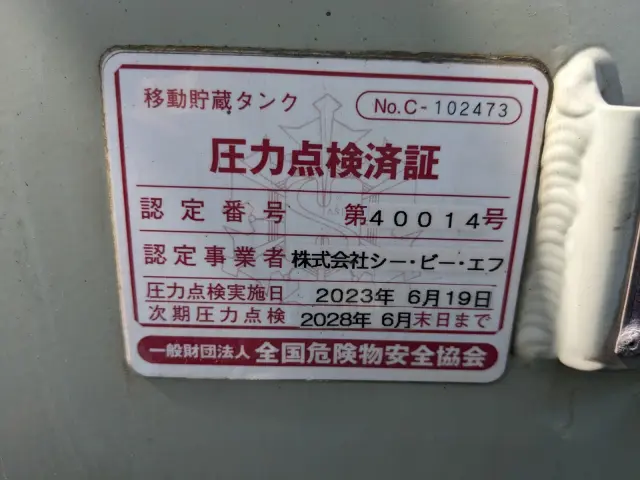 移動貯蔵タンク No.C-102473
圧力点検済証
認定番号 第40014号
認定事業者 株式会社シー・ビー・エフ
圧力点検実施日 2023年 6月19日
次期圧力点検 2028年 6月末日まで
一般財団法人 全国危険物安全協会